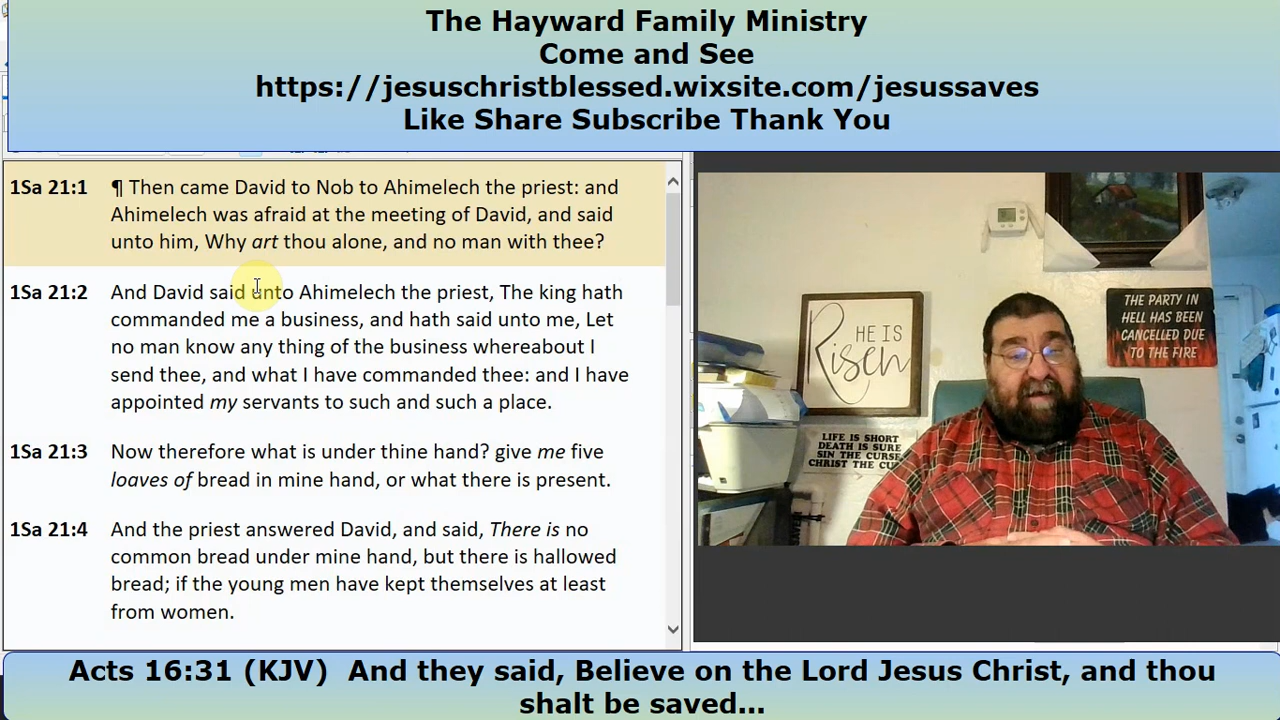 The Hayward Family Ministry
Come and See
https://jesuschristblessed.wixsite.com/jesussaves
Like Share Subscribe Thank You
1Sa 21:1 ¶ Then came David to Nob to Ahimelech the priest: and
Ahimelech was afraid at the meeting of David, and said
unto him, Why art thou alone, and no man with thee?
1Sa 21:2 And David said unto Ahimelech the priest, The king hath
commanded me a business, and hath said unto me, Let
no man know any thing of the business whereabout I
send thee, and what I have commanded thee: and I have
appointed my servants to such and such a place.
1Sa 21:3 Now therefore what is under thine hand? give me five
loaves of bread in mine hand, or what there is present.
1Sa 21:4 And the priest answered David, and said, There is no
common bread under mine hand, but there is hallowed
bread; if the young men have kept themselves at least
from women.
HE IS
Risen
THE PARTY IN
HELL HAS BEEN
CANCELLED DUE
TO THE FIRE
LIFE IS SHORT
DEATH IS SURE
SIN THE CURSE
CHRIST THE CU
Acts 16:31 (KJV) And they said, Believe on the Lord Jesus Christ, and thou
shalt be saved...